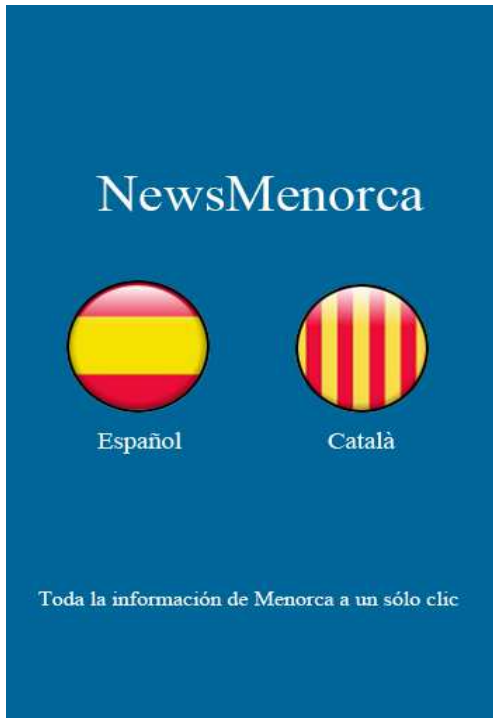 NewsMenorca
Español
Català
Toda la información de Menorca a un sólo clic